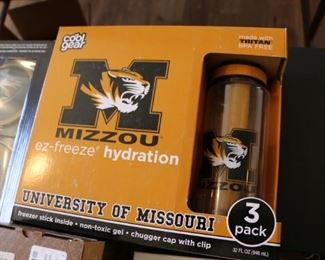 cool
gear
made with
TRITAN
BPA FREE
M
MIZZOU
ez-freeze® hydration
M
MIZZOU
UNIVERSITY OF MISSOURI
3
pack
freezer stick inside • non-toxic gel • chugger cap with clip
32 FL OZ (946 mL)